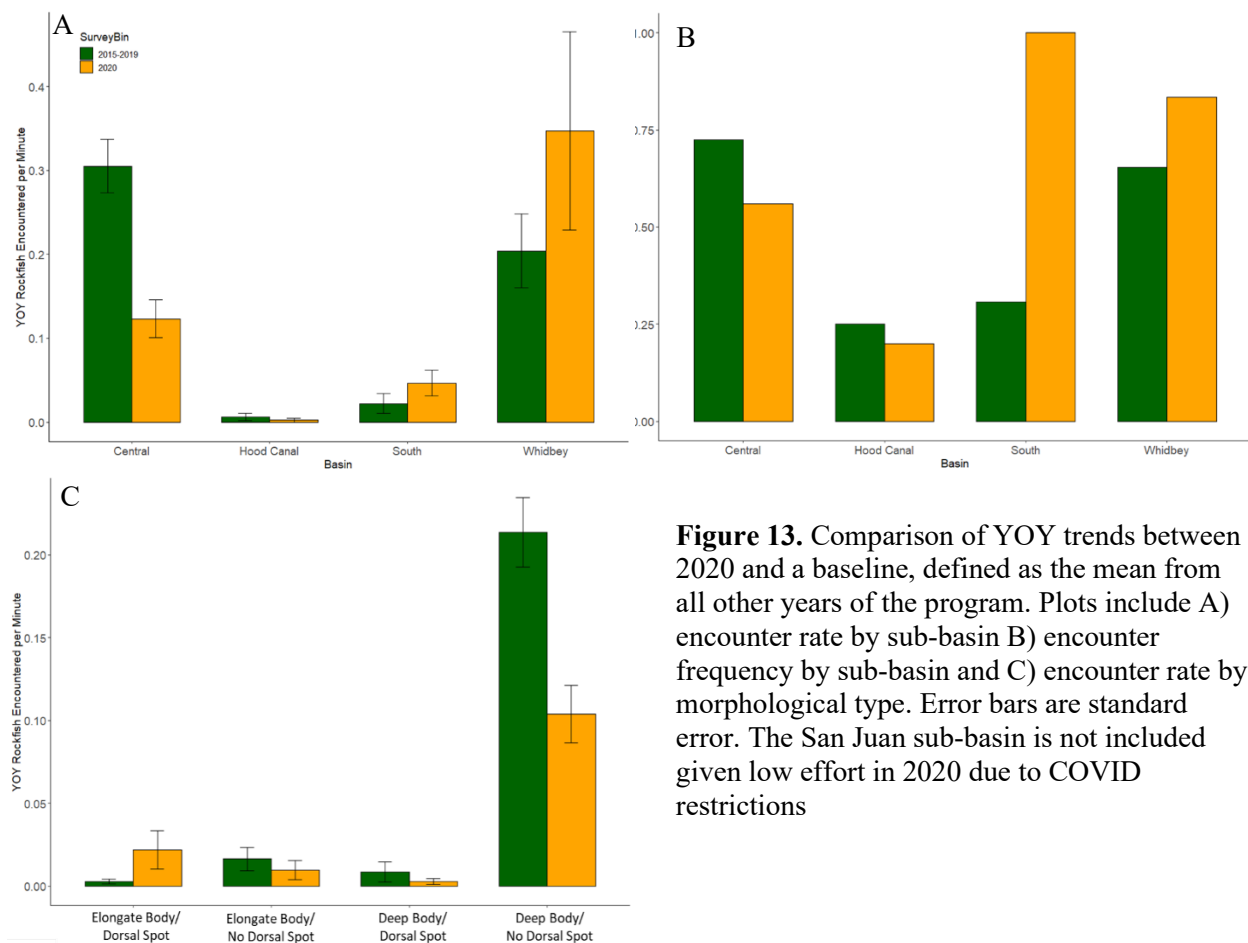 A
SurveyBin
2015-2019
2020
YOY Rockfish Encountered per Minute
0.4
0.3
0.2
0.1
0.0
Central
Hood Canal
South
Whidbey
Basin
B
1.00
0.75
0.50
0.25
0.00
Central
Hood Canal
South
Whidbey
Basin
C
YOY Rockfish Encountered per Minute
0.20
0.15
0.10
0.05
0.00
Elongate Body/
Dorsal Spot
Elongate Body/
No Dorsal Spot
Deep Body/
Dorsal Spot
Deep Body/
No Dorsal Spot
Figure 13. Comparison of YOY trends between
2020 and a baseline, defined as the mean from
all other years of the program. Plots include A)
encounter rate by sub-basin B) encounter
frequency by sub-basin and C) encounter rate by
morphological type. Error bars are standard
error. The San Juan sub-basin is not included
given low effort in 2020 due to COVID
restrictions